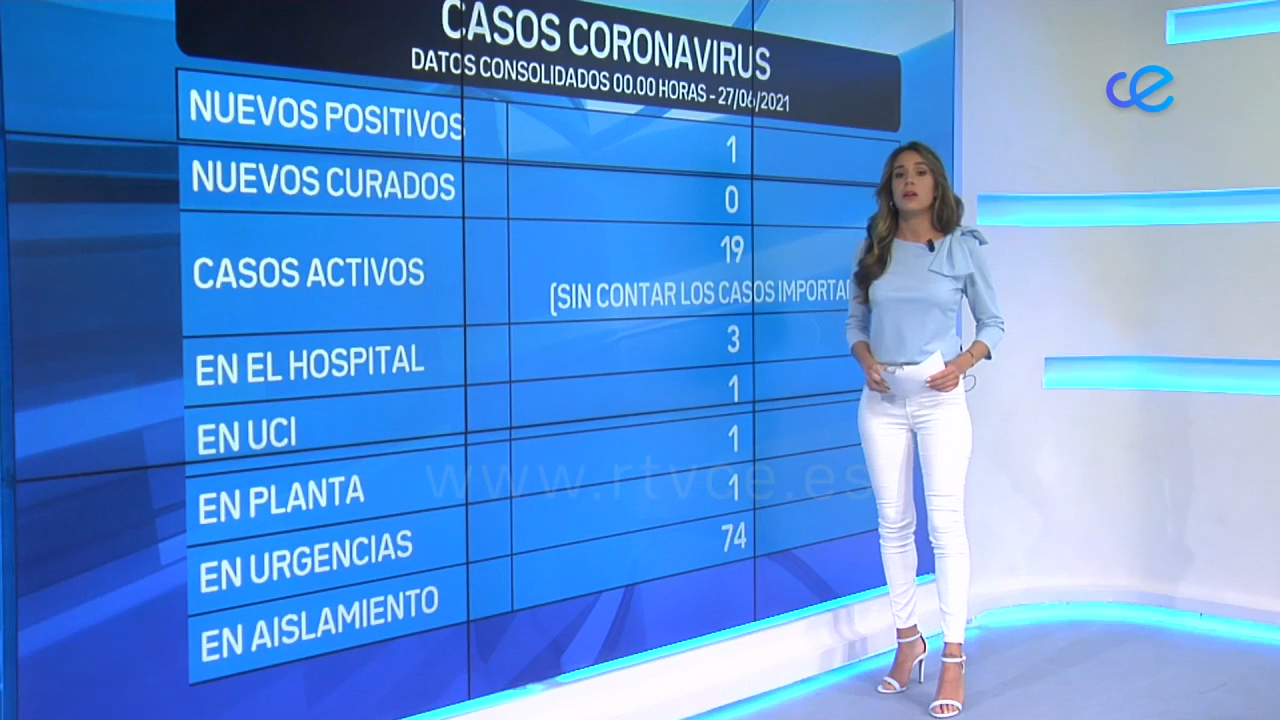 CASOS CORONAVIRUS
DATOS CONSOLIDADOS 00.00 HORAS - 27/06/2021
NUEVOS POSITIVOS 1
NUEVOS CURADOS 0
CASOS ACTIVOS 19
(SIN CONTAR LOS CASOS
EN EL HOSPITAL 3
EN UCI 1
EN PLANTA 1
EN URGENCIAS 1
EN AISLAMIENTO 74
www.rtvce.es
ce